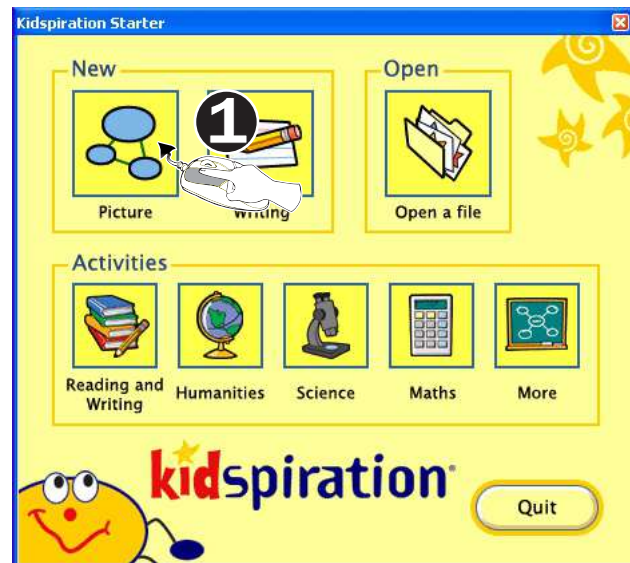 Kidspiration Starter
New
Open
1
Picture
Writing
Open a file
Activities
Reading and
Writing
Humanities
Science
Maths
More
kidspiration®
Quit